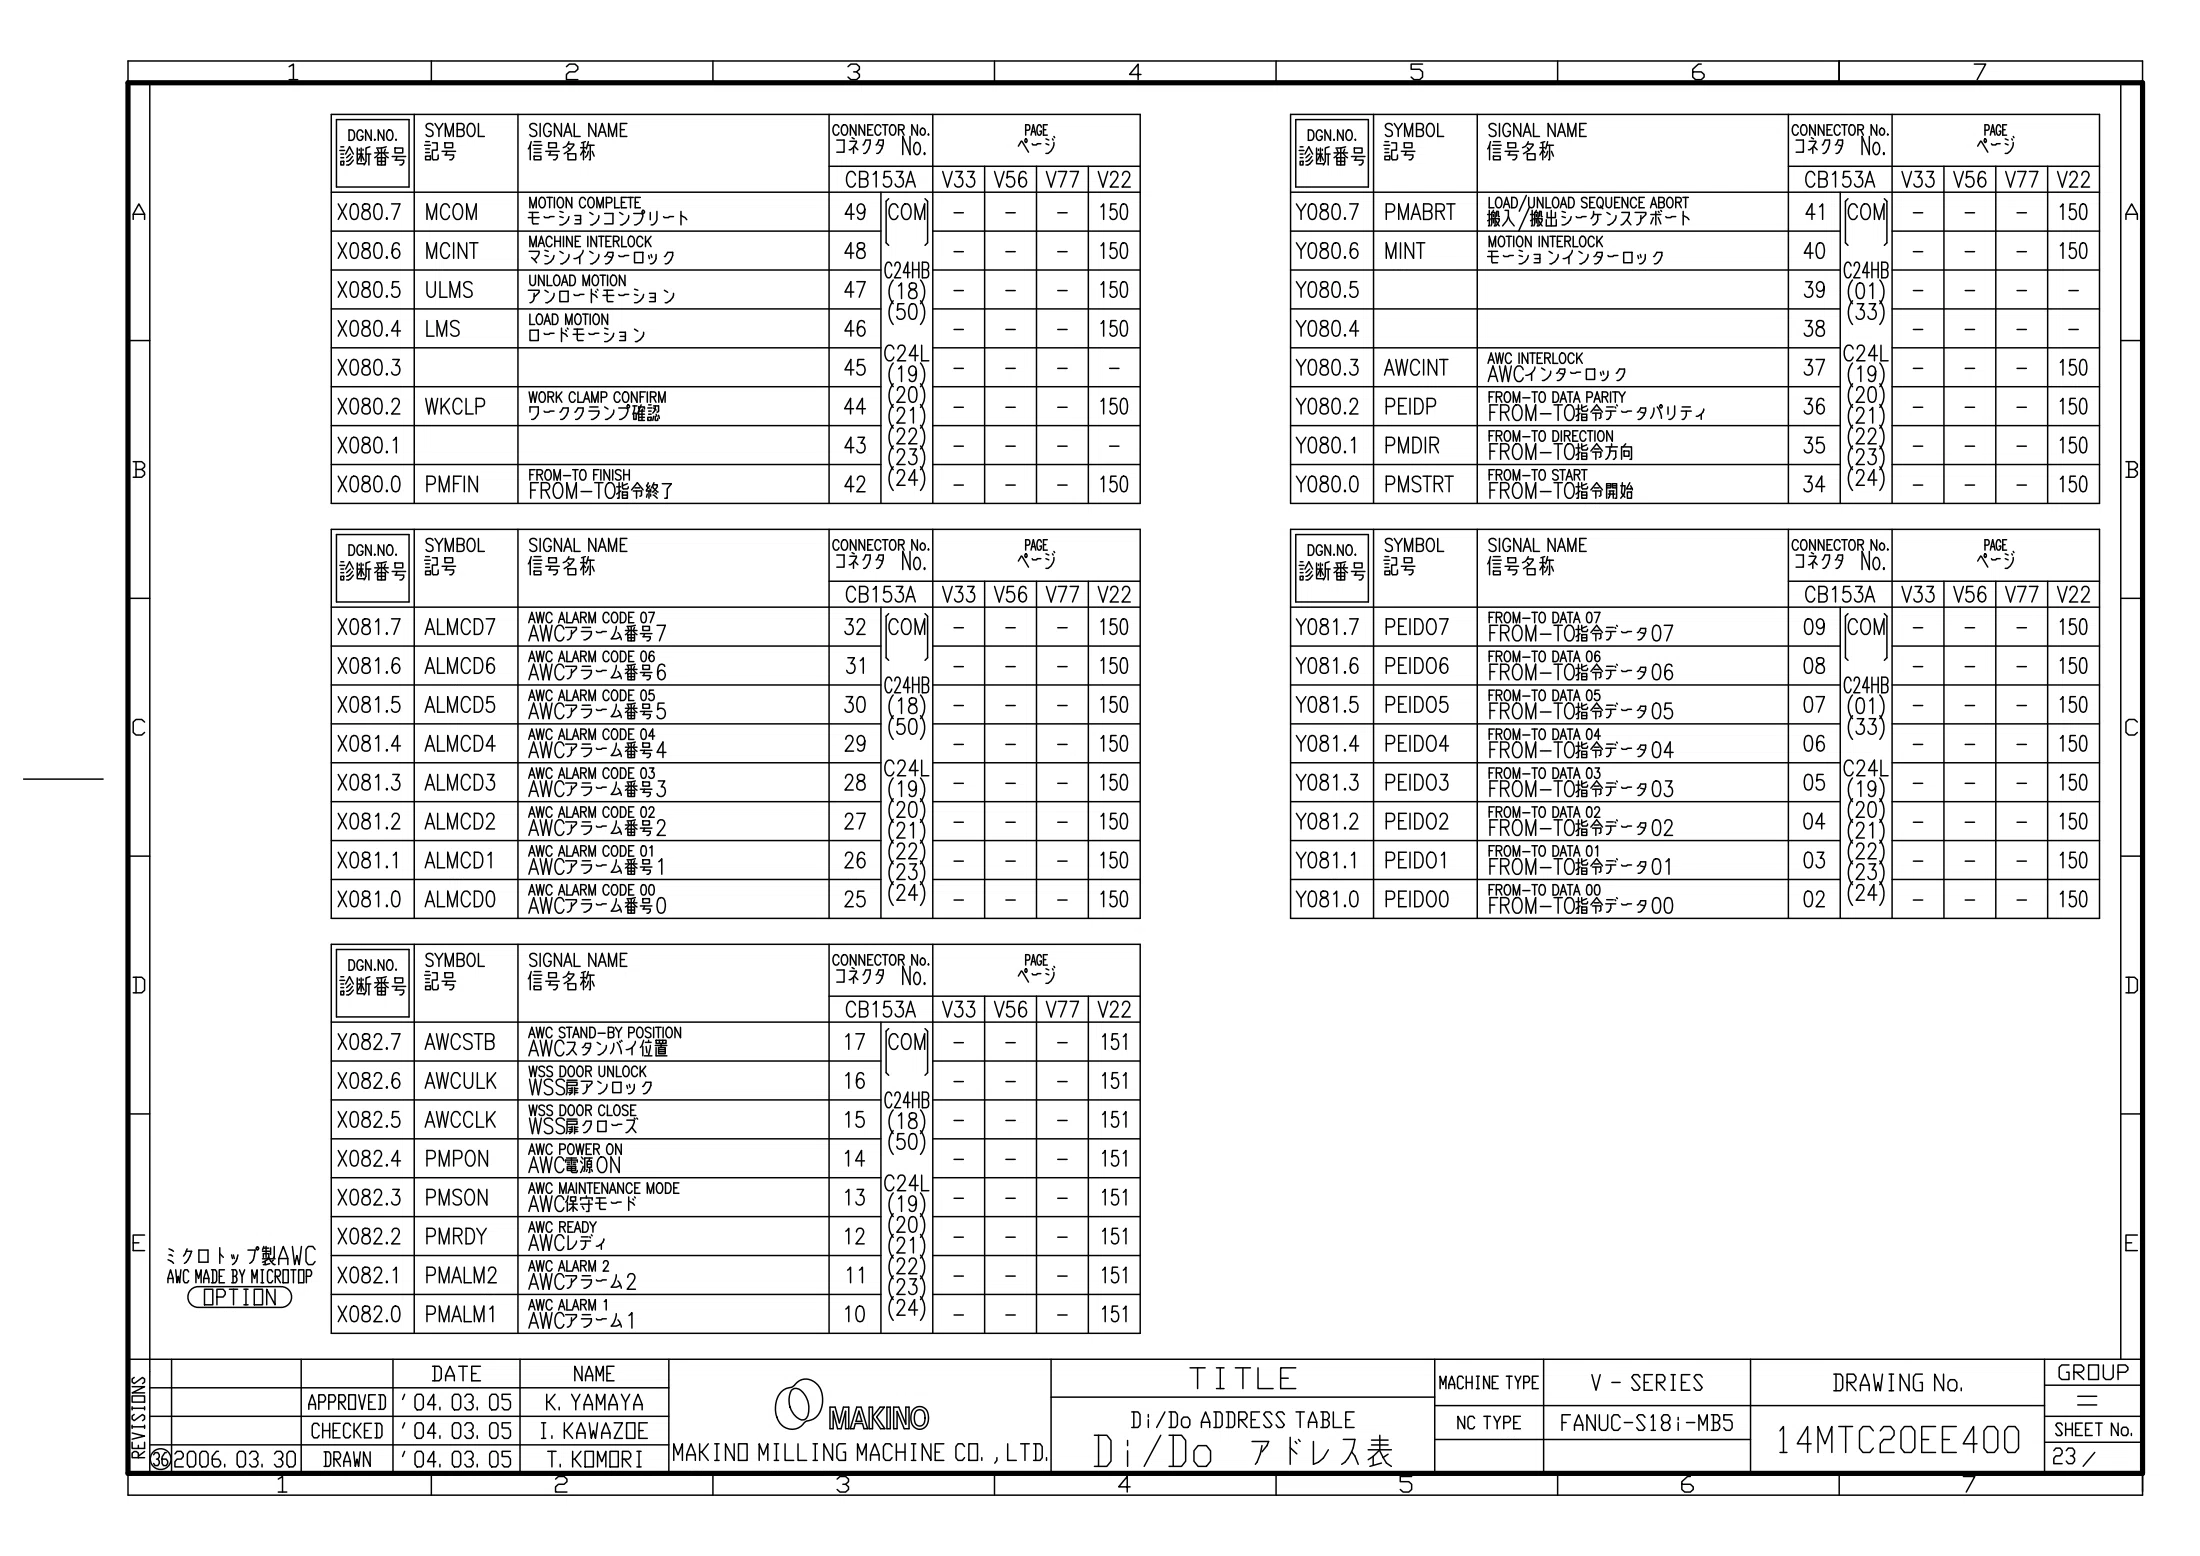 1 2 3 4 5 6 7
DGN.NO. SYMBOL SIGNAL NAME CONNECTOR No. PAGE
診断番号 記号 信号名称 コネクタ No. ページ
CB153A V33 V56 V77 V22
X080.7 MCOM MOTION COMPLETE 49 – – – 150
モーションコンプリート
X080.6 MCINT MACHINE INTERLOCK 48 – – – 150
マシンインターロック
X080.5 ULMS UNLOAD MOTION 47 – – – 150
アンロードモーション
X080.4 LMS LOAD MOTION 46 – – – 150
ロードモーション
X080.3 45 – – – –
X080.2 WKCLP WORK CLAMP CONFIRM 44 – – – 150
ワーククランプ確認
X080.1 43 – – – –
X080.0 PMFIN FROM–TO FINISH 42 – – – 150
FROM–TO指令終了
[COM]
C24HB
(18)
(50)
C24L
(19)
(20)
(21)
(22)
(23)
(24)
DGN.NO. SYMBOL SIGNAL NAME CONNECTOR No. PAGE
診断番号 記号 信号名称 コネクタ No. ページ
CB153A V33 V56 V77 V22
Y080.7 PMABRT LOAD/UNLOAD SEQUENCE ABORT 41 – – – 150
搬入/搬出シーケンスアボート
Y080.6 MINT MOTION INTERLOCK 40 – – – 150
モーションインターロック
Y080.5 39 – – – –
Y080.4 38 – – – –
Y080.3 AWCINT AWC INTERLOCK 37 – – – 150
AWCインターロック
Y080.2 PEIDP FROM–TO DATA PARITY 36 – – – 150
FROM–TO指令データパリティ
Y080.1 PMDIR FROM–TO DIRECTION 35 – – – 150
FROM–TO指令方向
Y080.0 PMSTRT FROM–TO START 34 – – – 150
FROM–TO指令開始
[COM]
C24HB
(01)
(33)
C24L
(19)
(20)
(21)
(22)
(23)
(24)
DGN.NO. SYMBOL SIGNAL NAME CONNECTOR No. PAGE
診断番号 記号 信号名称 コネクタ No. ページ
CB153A V33 V56 V77 V22
X081.7 ALMCD7 AWC ALARM CODE 07 32 – – – 150
AWCアラーム番号7
X081.6 ALMCD6 AWC ALARM CODE 06 31 – – – 150
AWCアラーム番号6
X081.5 ALMCD5 AWC ALARM CODE 05 30 – – – 150
AWCアラーム番号5
X081.4 ALMCD4 AWC ALARM CODE 04 29 – – – 150
AWCアラーム番号4
X081.3 ALMCD3 AWC ALARM CODE 03 28 – – – 150
AWCアラーム番号3
X081.2 ALMCD2 AWC ALARM CODE 02 27 – – – 150
AWCアラーム番号2
X081.1 ALMCD1 AWC ALARM CODE 01 26 – – – 150
AWCアラーム番号1
X081.0 ALMCD0 AWC ALARM CODE 00 25 – – – 150
AWCアラーム番号0
[COM]
C24HB
(18)
(50)
C24L
(19)
(20)
(21)
(22)
(23)
(24)
DGN.NO. SYMBOL SIGNAL NAME CONNECTOR No. PAGE
診断番号 記号 信号名称 コネクタ No. ページ
CB153A V33 V56 V77 V22
Y081.7 PEID07 FROM–TO DATA 07 09 – – – 150
FROM–TO指令データ07
Y081.6 PEID06 FROM–TO DATA 06 08 – – – 150
FROM–TO指令データ06
Y081.5 PEID05 FROM–TO DATA 05 07 – – – 150
FROM–TO指令データ05
Y081.4 PEID04 FROM–TO DATA 04 06 – – – 150
FROM–TO指令データ04
Y081.3 PEID03 FROM–TO DATA 03 05 – – – 150
FROM–TO指令データ03
Y081.2 PEID02 FROM–TO DATA 02 04 – – – 150
FROM–TO指令データ02
Y081.1 PEID01 FROM–TO DATA 01 03 – – – 150
FROM–TO指令データ01
Y081.0 PEID00 FROM–TO DATA 00 02 – – – 150
FROM–TO指令データ00
[COM]
C24HB
(01)
(33)
C24L
(19)
(20)
(21)
(22)
(23)
(24)
DGN.NO. SYMBOL SIGNAL NAME CONNECTOR No. PAGE
診断番号 記号 信号名称 コネクタ No. ページ
CB153A V33 V56 V77 V22
X082.7 AWCSTB AWC STAND–BY POSITION 17 – – – 151
AWCスタンバイ位置
X082.6 AWCULK WSS DOOR UNLOCK 16 – – – 151
WSS扉アンロック
X082.5 AWCCLK WSS DOOR CLOSE 15 – – – 151
WSS扉クローズ
X082.4 PMPON AWC POWER ON 14 – – – 151
AWC電源ON
X082.3 PMSON AWC MAINTENANCE MODE 13 – – – 151
AWC保守モード
X082.2 PMRDY AWC READY 12 – – – 151
AWCレディ
X082.1 PMALM2 AWC ALARM 2 11 – – – 151
AWCアラーム2
X082.0 PMALM1 AWC ALARM 1 10 – – – 151
AWCアラーム1
[COM]
C24HB
(18)
(50)
C24L
(19)
(20)
(21)
(22)
(23)
(24)
ミクロトップ製AWC
AWC MADE BY MICROTOP
OPTION
A A
B B
C C
D D
E E
REVISIONS
36 2006. 03. 30
DATE NAME
APPROVED '04. 03. 05 K. YAMAYA
CHECKED '04. 03. 05 I. KAWAZOE
DRAWN '04. 03. 05 T. KOMORI
MAKINO
MAKINO MILLING MACHINE CO. , LTD.
TITLE
Di/Do ADDRESS TABLE
Di/Do アドレス表
MACHINE TYPE V – SERIES
NC TYPE FANUC–S18i–MB5
DRAWING No.
14MTC20EE400
GROUP
=
SHEET No.
23/
1 2 3 4 5 6 7